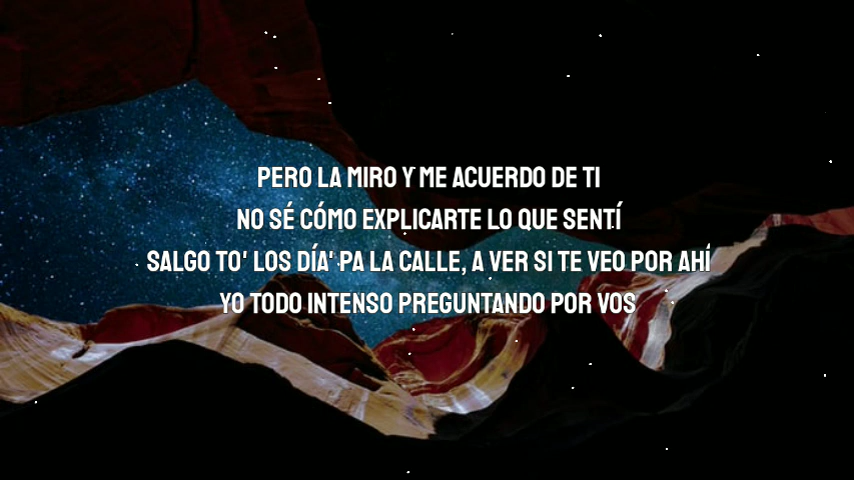 PERO LA MIRO Y ME ACUERDO DE TI
NO SÉ CÓMO EXPLICARTE LO QUE SENTÍ
SALGO TO' LOS DÍA' PA LA CALLE, A VER SI TE VEO POR AHÍ
YO TODO INTENSO PREGUNTANDO POR VOS